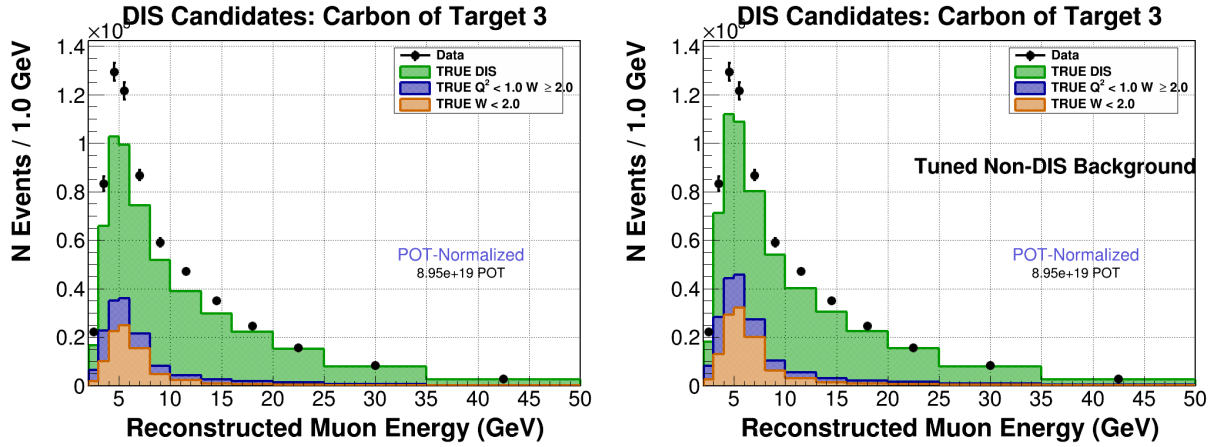 DIS Candidates: Carbon of Target 3
N Events / 1.0 GeV
1.4
1.2
1
0.8
0.6
0.4
0.2
0
Data
TRUE DIS
TRUE Q² < 1.0 W ≥ 2.0
TRUE W < 2.0
POT-Normalized
8.95e+19 POT
5 10 15 20 25 30 35 40 45 50
Reconstructed Muon Energy (GeV)
DIS Candidates: Carbon of Target 3
N Events / 1.0 GeV
1.4
1.2
1
0.8
0.6
0.4
0.2
0
Data
TRUE DIS
TRUE Q² < 1.0 W ≥ 2.0
TRUE W < 2.0
Tuned Non-DIS Background
POT-Normalized
8.95e+19 POT
5 10 15 20 25 30 35 40 45 50
Reconstructed Muon Energy (GeV)